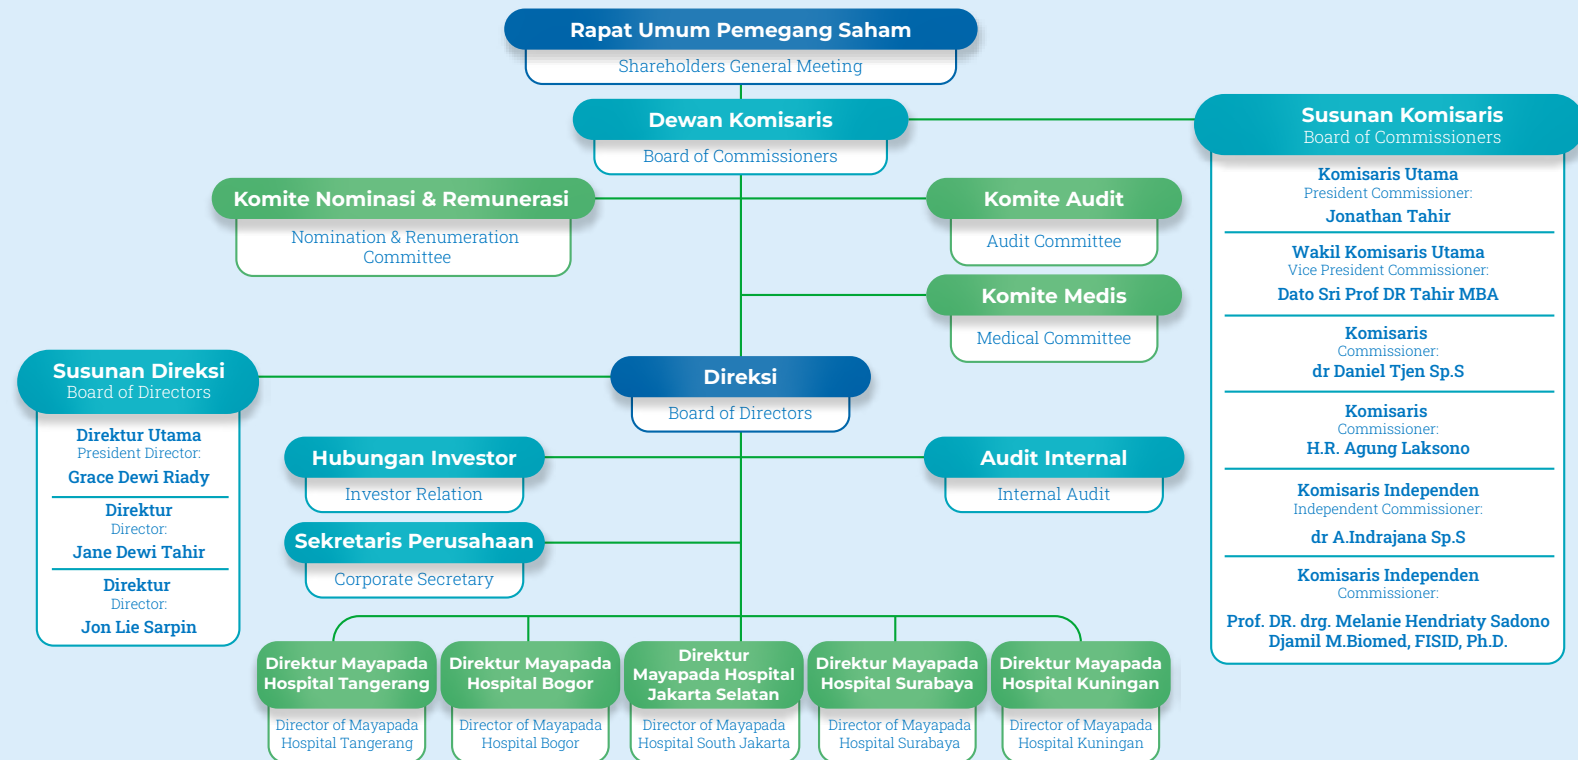 Rapat Umum Pemegang Saham
Shareholders General Meeting
Dewan Komisaris
Board of Commissioners
Susunan Komisaris
Board of Commissioners
Komisaris Utama
President Commissioner:
Jonathan Tahir
Wakil Komisaris Utama
Vice President Commissioner:
Dato Sri Prof DR Tahir MBA
Komisaris
Commissioner:
dr Daniel Tjen Sp.S
Komisaris
Commissioner:
H.R. Agung Laksono
Komisaris Independen
Independent Commissioner:
dr A.Indrajana Sp.S
Komisaris Independen
Commissioner:
Prof. DR. drg. Melanie Hendriaty Sadono
Djamil M.Biomed, FISID, Ph.D.
Komite Nominasi & Remunerasi
Nomination & Renumeration
Committee
Komite Audit
Audit Committee
Komite Medis
Medical Committee
Susunan Direksi
Board of Directors
Direktur Utama
President Director:
Grace Dewi Riady
Direktur
Director:
Jane Dewi Tahir
Direktur
Director:
Jon Lie Sarpin
Direksi
Board of Directors
Hubungan Investor
Investor Relation
Audit Internal
Internal Audit
Sekretaris Perusahaan
Corporate Secretary
Direktur Mayapada
Hospital Tangerang
Director of Mayapada
Hospital Tangerang
Direktur Mayapada
Hospital Bogor
Director of Mayapada
Hospital Bogor
Direktur
Mayapada Hospital
Jakarta Selatan
Director of Mayapada
Hospital South Jakarta
Direktur Mayapada
Hospital Surabaya
Director of Mayapada
Hospital Surabaya
Direktur Mayapada
Hospital Kuningan
Director of Mayapada
Hospital Kuningan